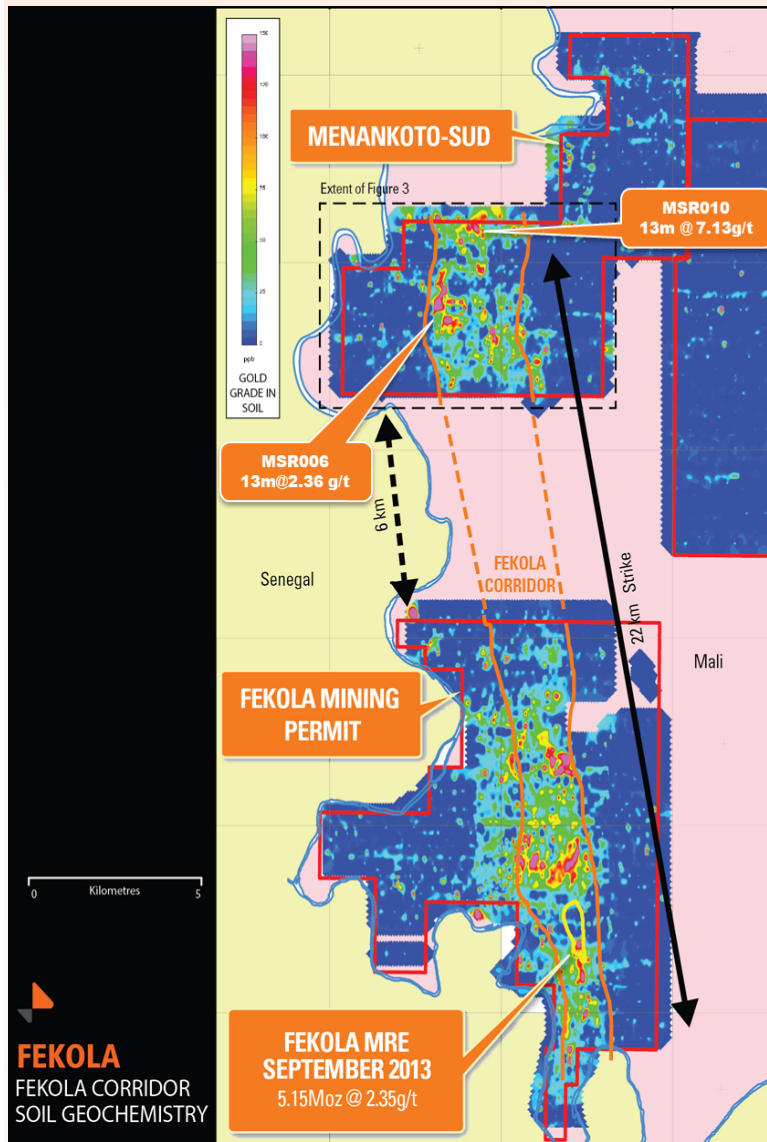 150
125
100
75
50
25
0
ppb
GOLD
GRADE IN
SOIL
MENANKOTO-SUD
Extent of Figure 3
MSR010
13m @ 7.13g/t
MSR006
13m@2.36 g/t
6 km
Senegal
FEKOLA
CORRIDOR
22 km Strike
Mali
FEKOLA MINING
PERMIT
0 Kilometres 5
FEKOLA MRE
SEPTEMBER 2013
5.15Moz @ 2.35g/t
FEKOLA
FEKOLA CORRIDOR
SOIL GEOCHEMISTRY